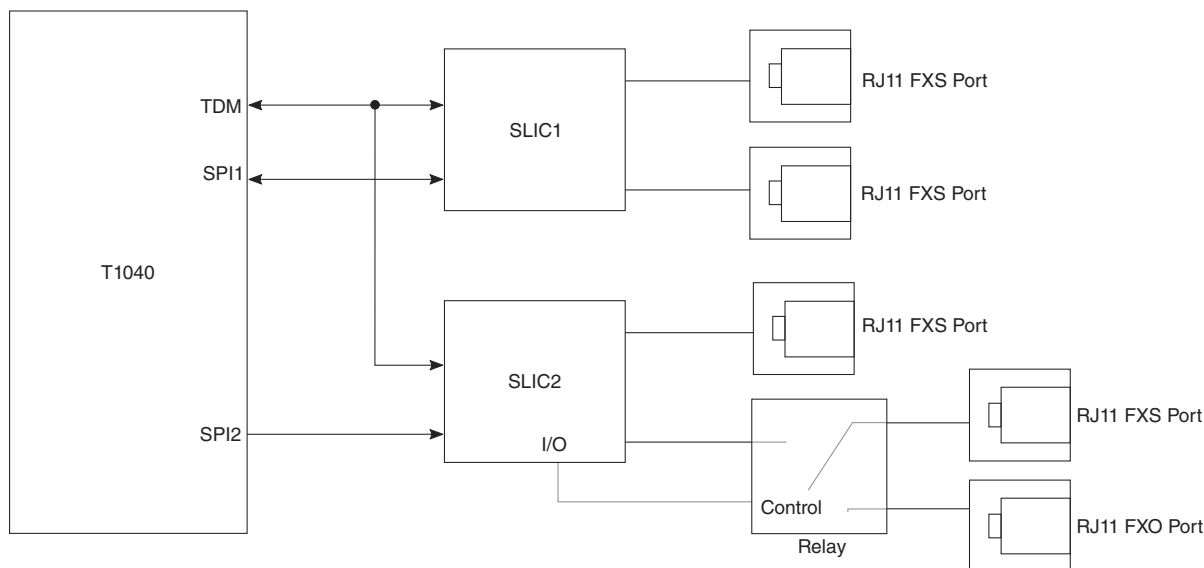 RJ11 FXS Port
TDM
SLIC1
SPI1
RJ11 FXS Port
T1040
RJ11 FXS Port
SLIC2
RJ11 FXS Port
SPI2
I/O
Control
RJ11 FXO Port
Relay